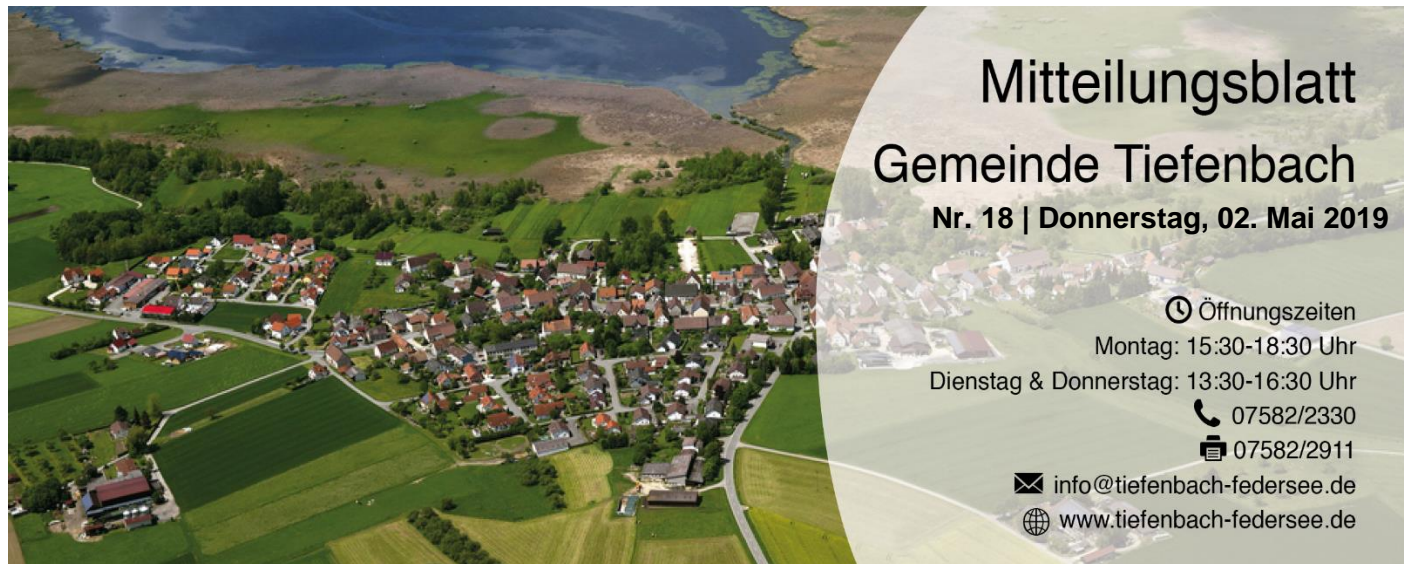 Mitteilungsblatt
Gemeinde Tiefenbach
Nr. 18 | Donnerstag, 02. Mai 2019
Öffnungszeiten
Montag: 15:30-18:30 Uhr
Dienstag & Donnerstag: 13:30-16:30 Uhr
07582/2330
07582/2911
info@tiefenbach-federsee.de
www.tiefenbach-federsee.de